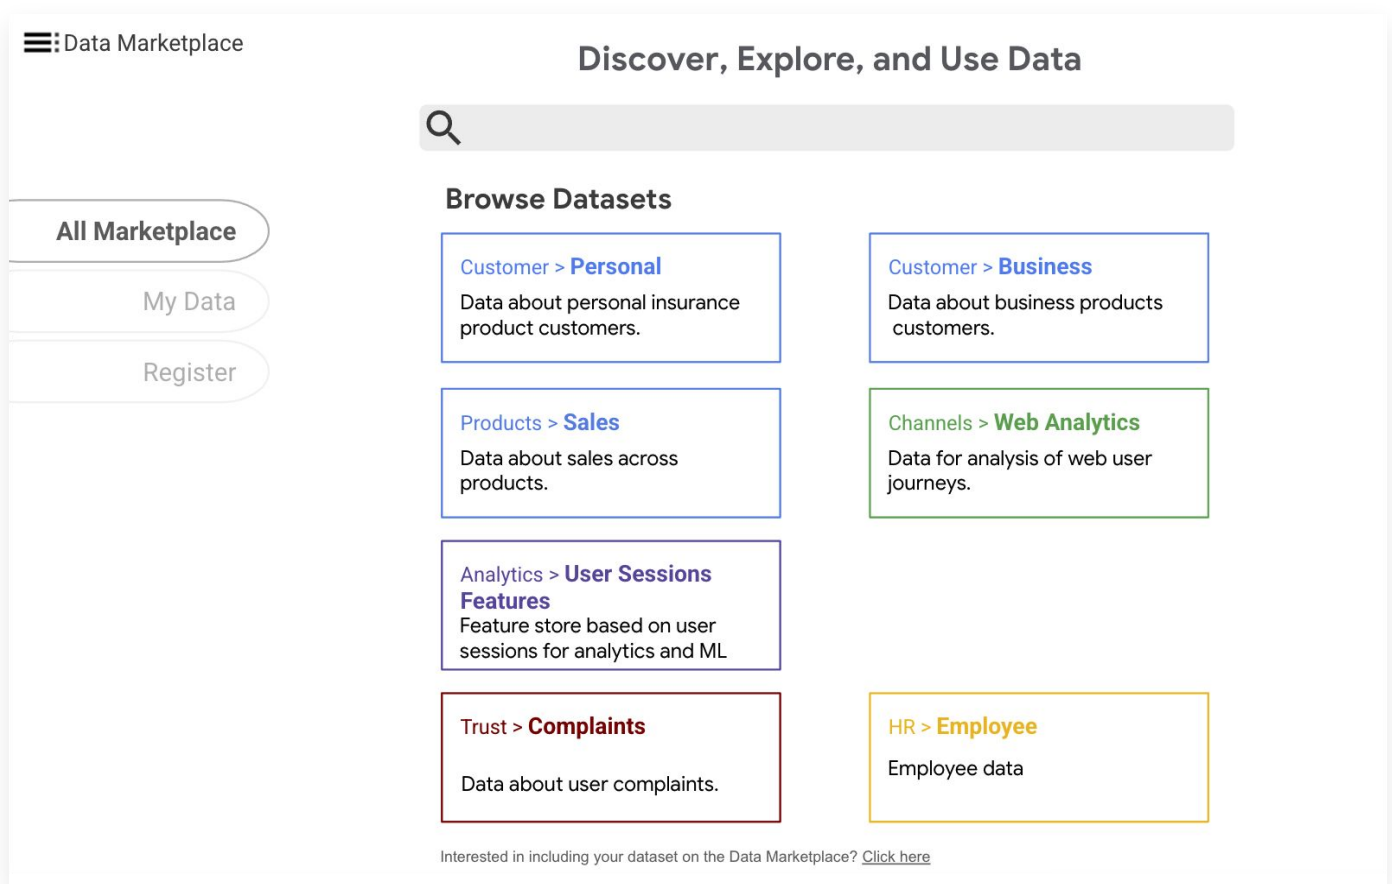 Data Marketplace
Discover, Explore, and Use Data
All Marketplace
My Data
Register
Browse Datasets
Customer > Personal
Data about personal insurance
product customers.
Customer > Business
Data about business products
customers.
Products > Sales
Data about sales across
products.
Channels > Web Analytics
Data for analysis of web user
journeys.
Analytics > User Sessions
Features
Feature store based on user
sessions for analytics and ML
Trust > Complaints
Data about user complaints.
HR > Employee
Employee data
Interested in including your dataset on the Data Marketplace? Click here